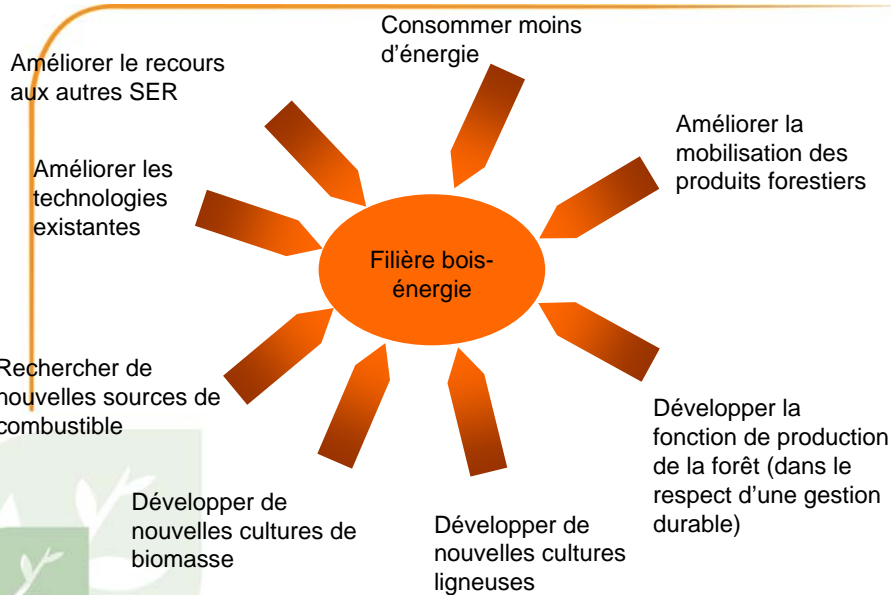 Consommer moins
d'énergie
Améliorer le recours
aux autres SER
Améliorer la
mobilisation des
produits forestiers
Améliorer les
technologies
existantes
Filière bois-
énergie
Rechercher de
nouvelles sources de
combustible
Développer la
fonction de production
de la forêt (dans le
respect d'une gestion
durable)
Développer de
nouvelles cultures de
biomasse
Développer de
nouvelles cultures
ligneuses